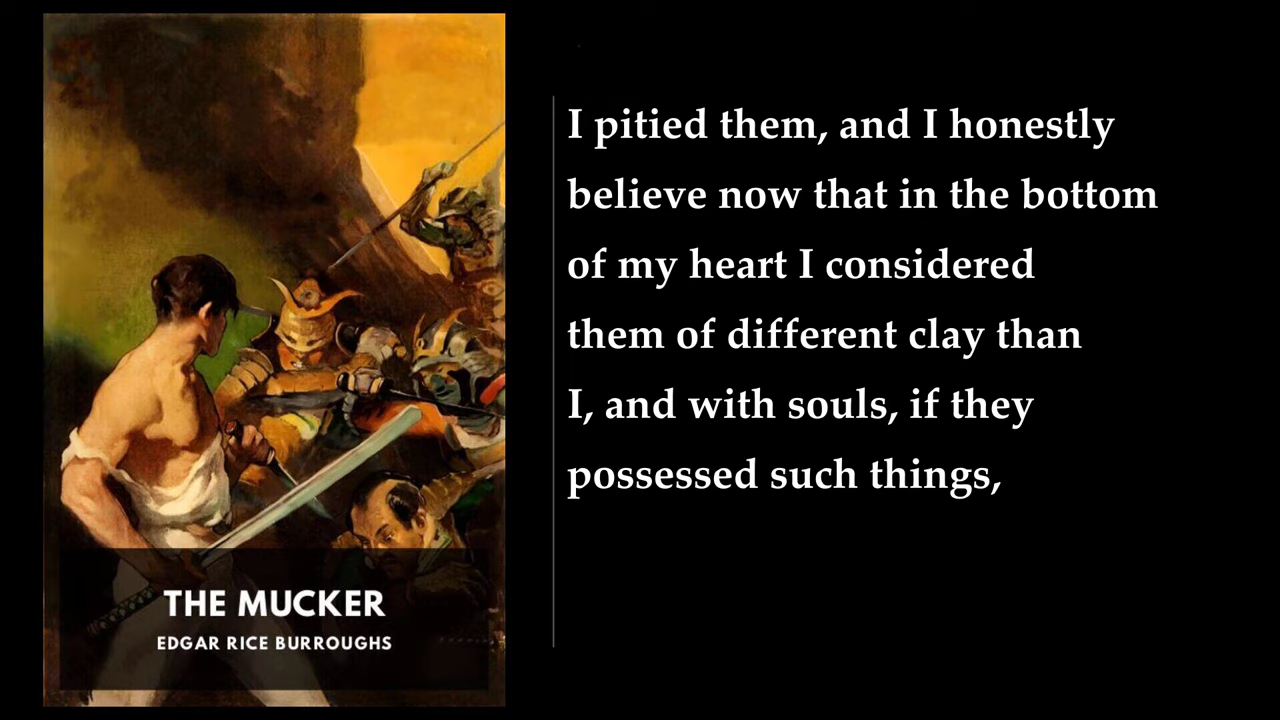 I pitied them, and I honestly
believe now that in the bottom
of my heart I considered
them of different clay than
I, and with souls, if they
possessed such things,
THE MUCKER
EDGAR RICE BURROUGHS